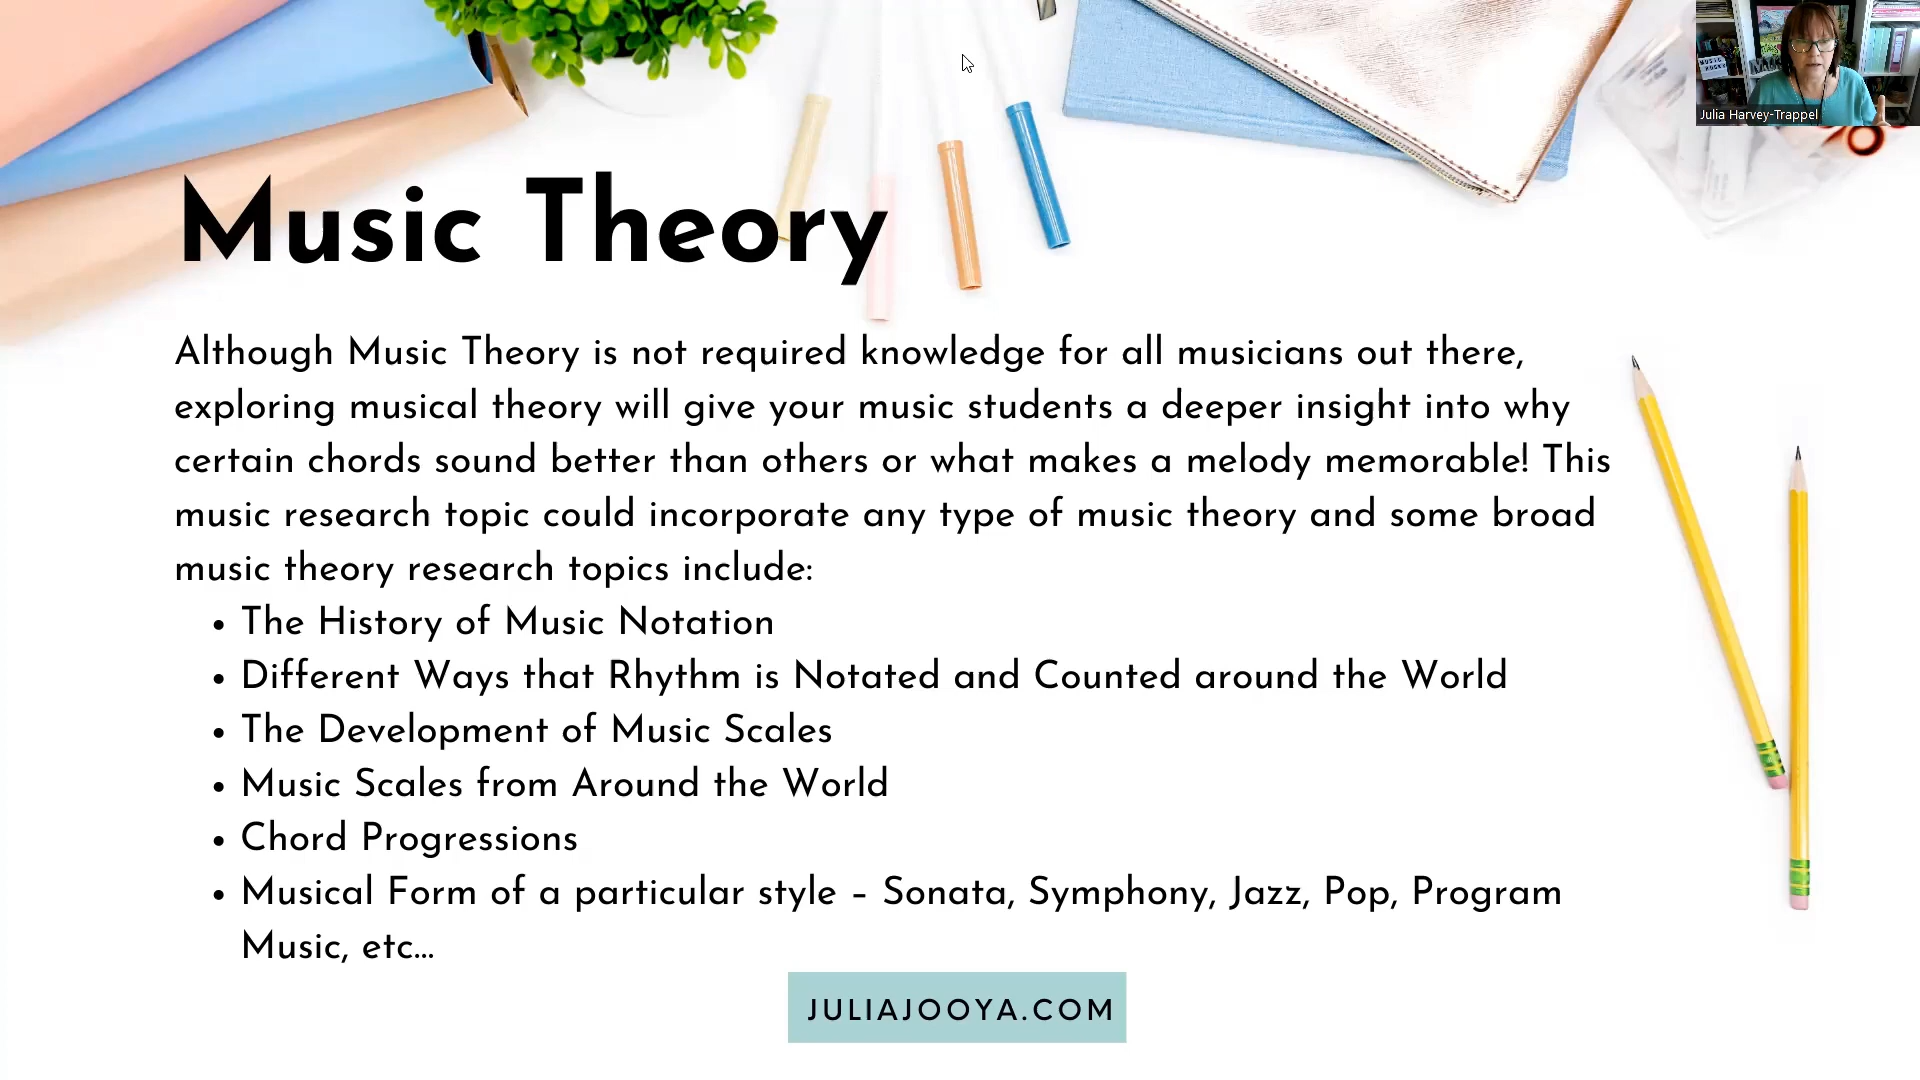 Julia Harvey-Trappel
Music Theory
Although Music Theory is not required knowledge for all musicians out there,
exploring musical theory will give your music students a deeper insight into why
certain chords sound better than others or what makes a melody memorable! This
music research topic could incorporate any type of music theory and some broad
music theory research topics include:
• The History of Music Notation
• Different Ways that Rhythm is Notated and Counted around the World
• The Development of Music Scales
• Music Scales from Around the World
• Chord Progressions
• Musical Form of a particular style – Sonata, Symphony, Jazz, Pop, Program
Music, etc...
JULIAJOOYA.COM